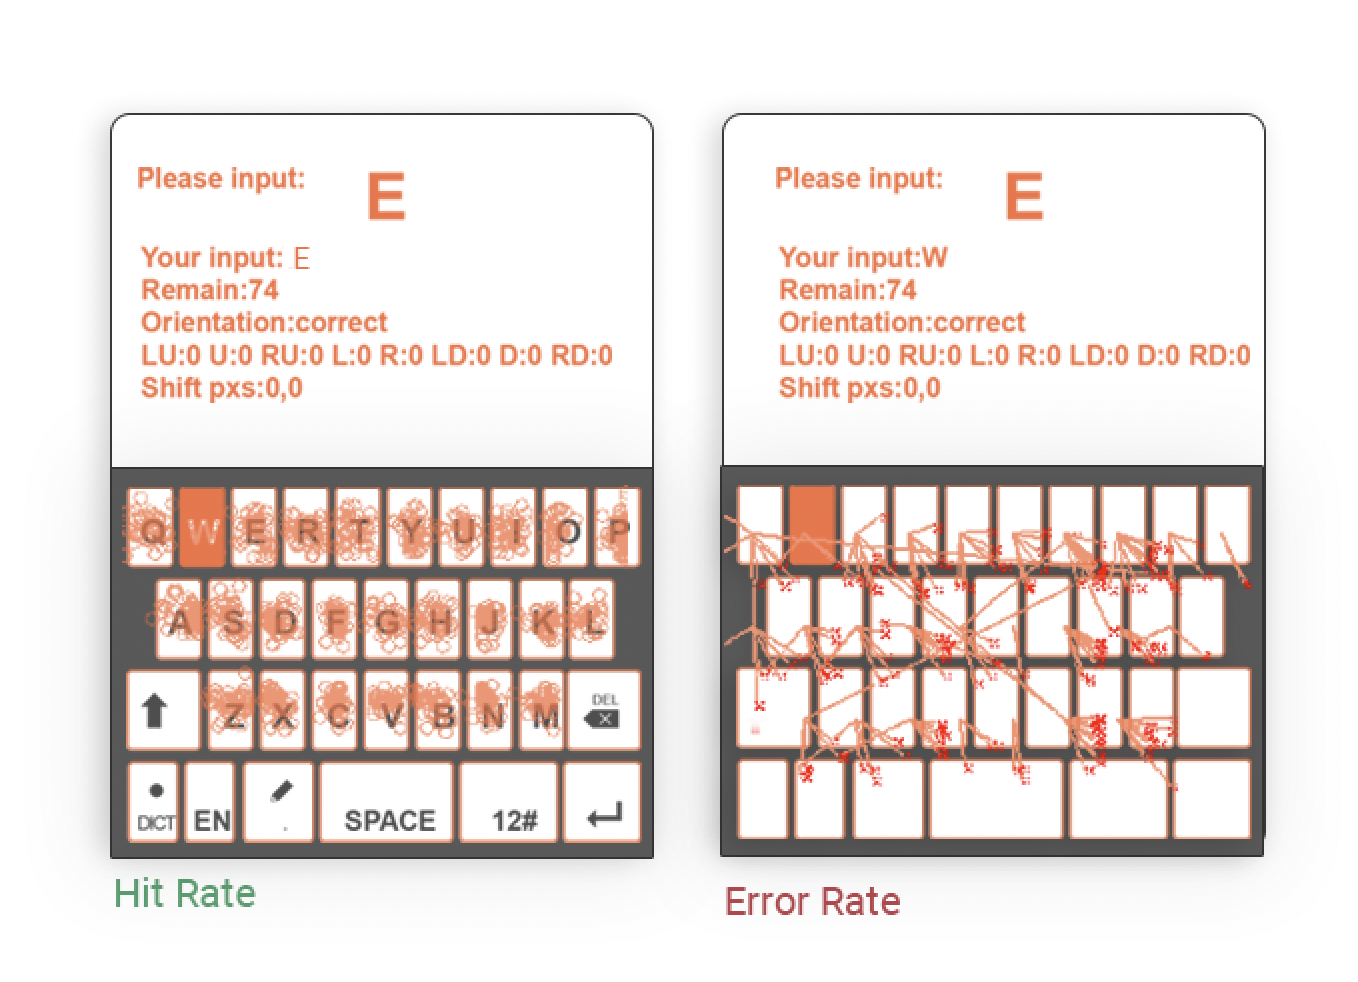 Please input: E
Your input: E
Remain:74
Orientation:correct
LU:0 U:0 RU:0 L:0 R:0 LD:0 D:0 RD:0
Shift pxs:0,0
Q W E R T Y U I O P
A S D F G H J K L
Z X C V B N M DEL
DICT EN . SPACE 12#
Hit Rate
Please input: E
Your input:W
Remain:74
Orientation:correct
LU:0 U:0 RU:0 L:0 R:0 LD:0 D:0 RD:0
Shift pxs:0,0
Error Rate